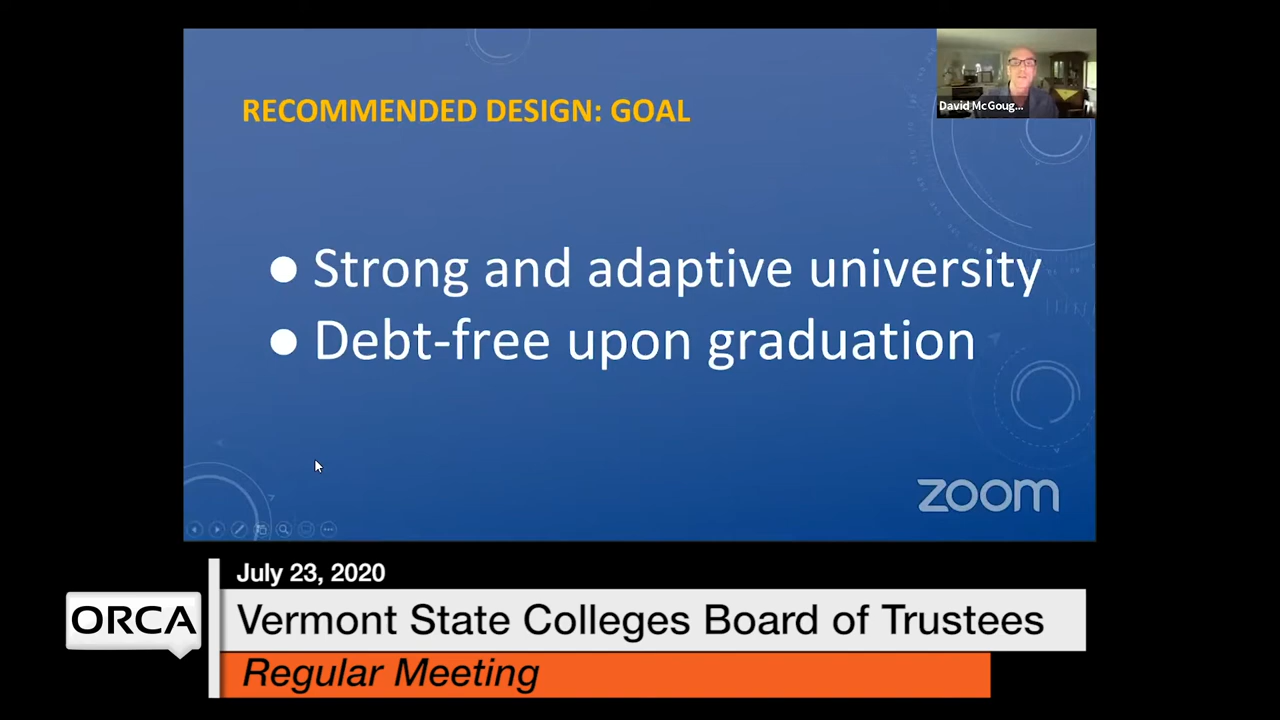 RECOMMENDED DESIGN: GOAL
David McGoug...
● Strong and adaptive university
● Debt-free upon graduation
zoom
July 23, 2020
ORCA
Vermont State Colleges Board of Trustees
Regular Meeting